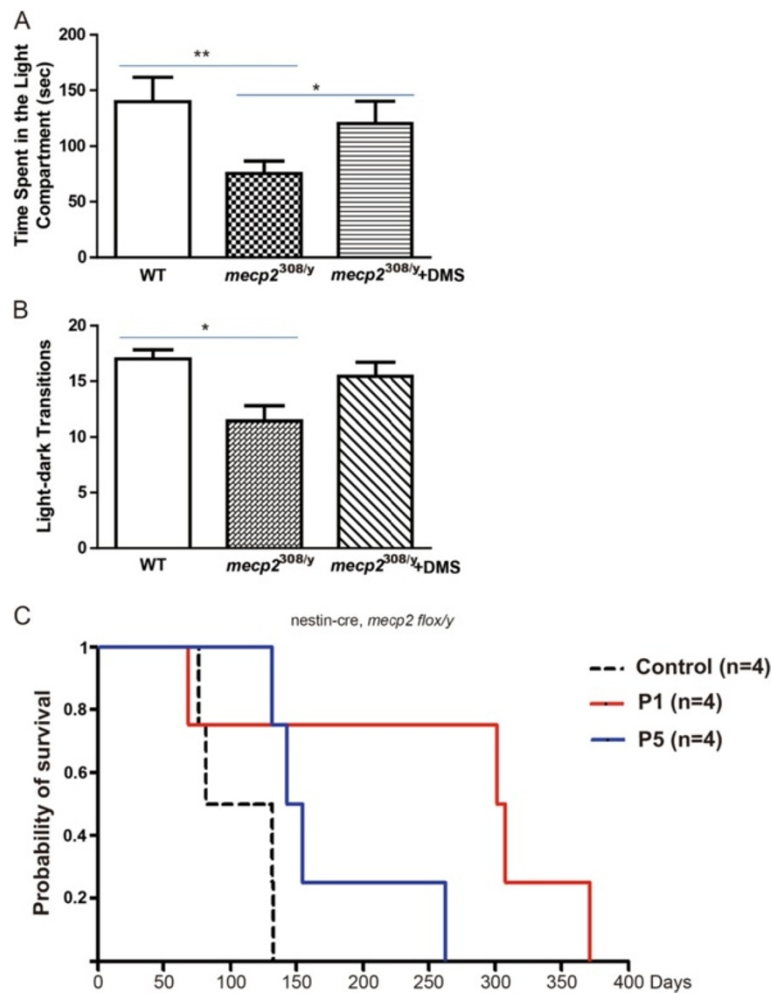 A
Time Spent in the Light
Compartment (sec)
200
150
100
50
0
**
*
WT
mecp2308/y
mecp2308/y+DMS
B
Light-dark Transitions
20
15
10
5
0
*
WT
mecp2308/y
mecp2308/y+DMS
C
nestin-cre, mecp2 flox/y
Probability of survival
1
0.8
0.6
0.4
0.2
0 50 100 150 200 250 300 350 400 Days
Control (n=4)
P1 (n=4)
P5 (n=4)